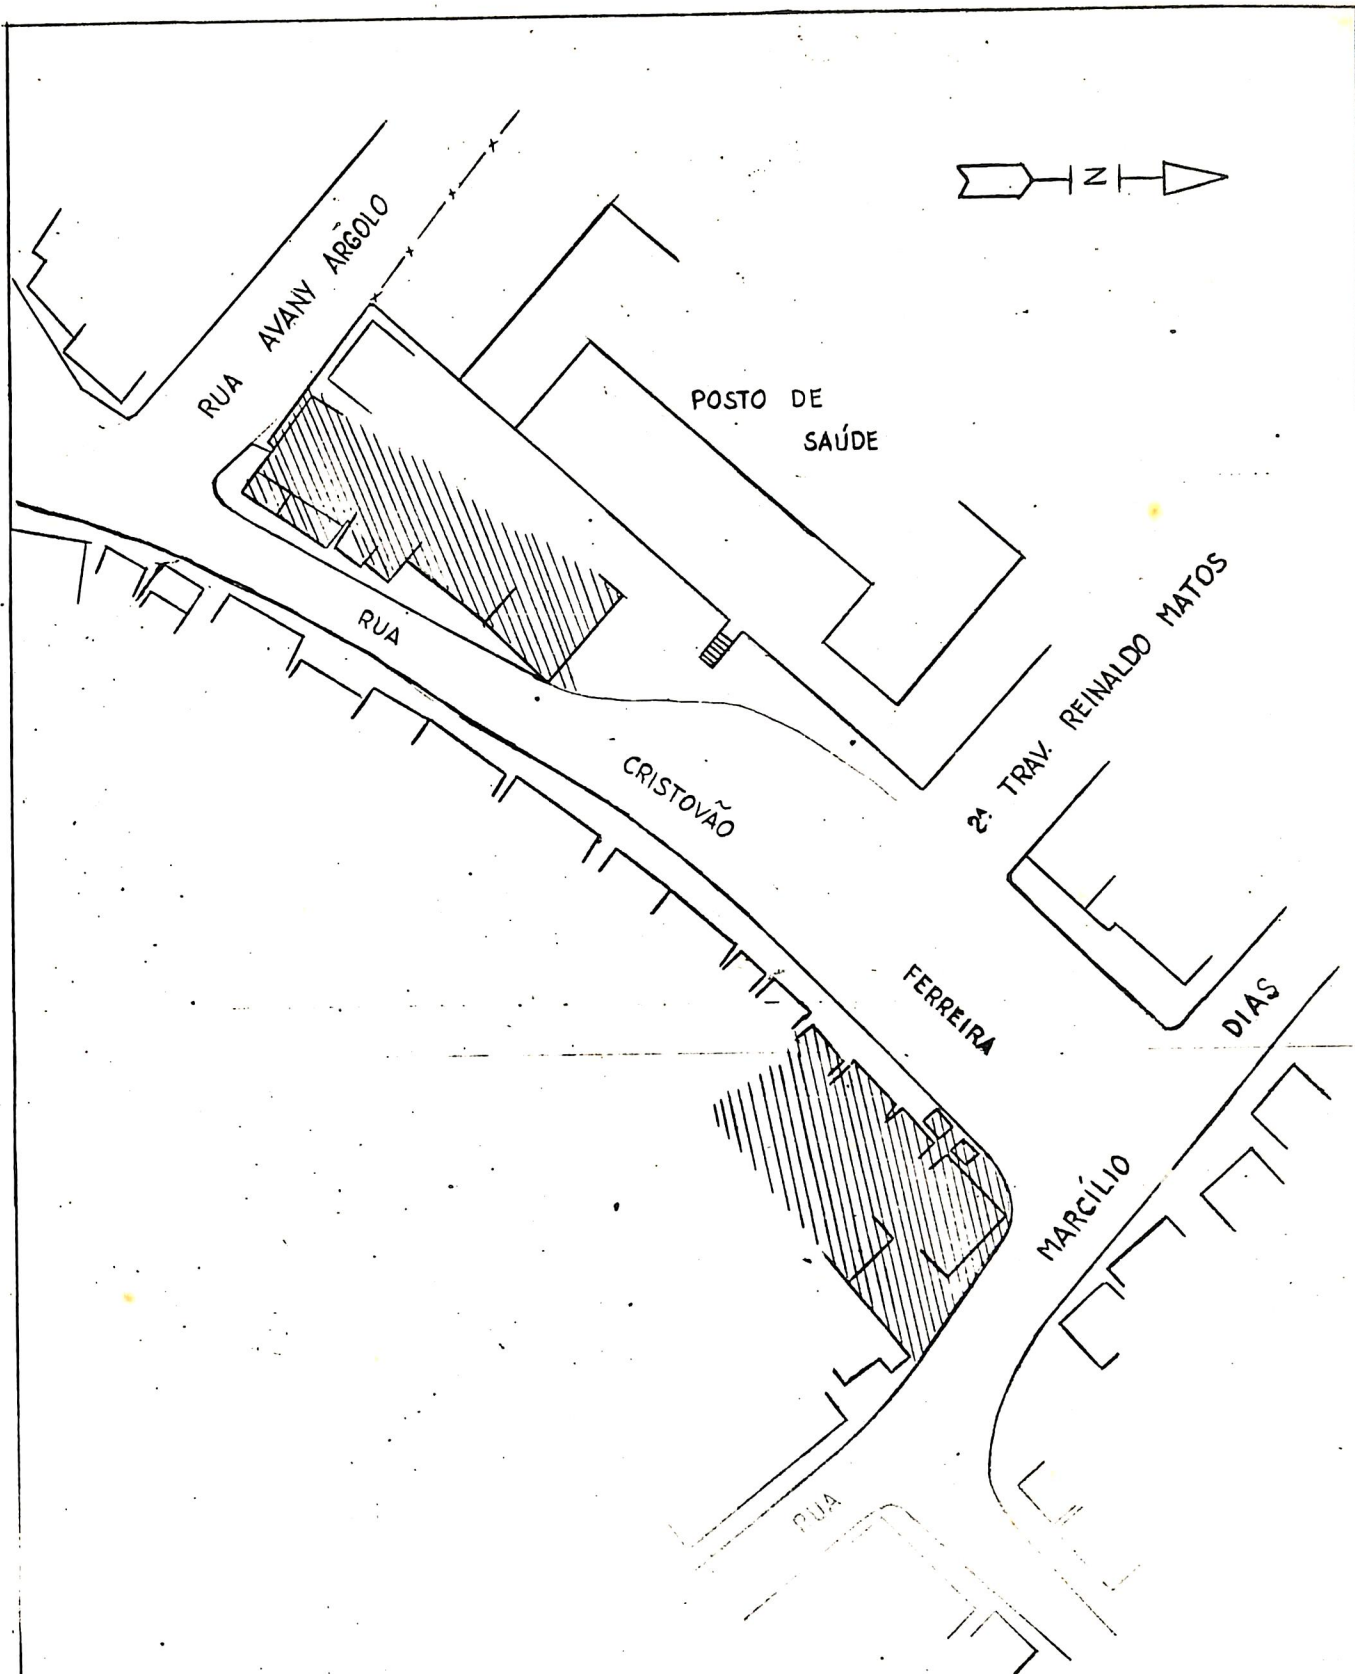 N
RUA AVANY ARGOLO
POSTO DE
SAÚDE
2ª TRAV. REINALDO MATOS
RUA CRISTOVÃO FERREIRA
RUA MARCÍLIO DIAS